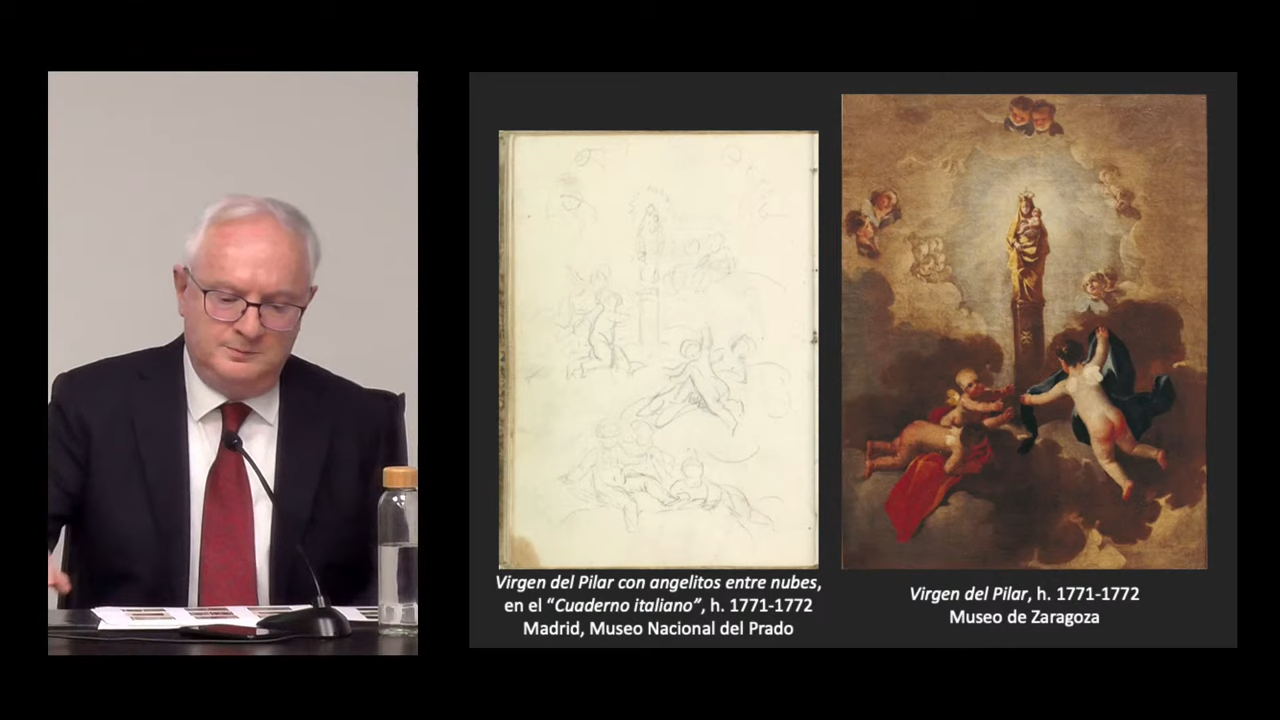 Virgen del Pilar con angelitos entre nubes,
en el “Cuaderno italiano”, h. 1771-1772
Madrid, Museo Nacional del Prado
Virgen del Pilar, h. 1771-1772
Museo de Zaragoza